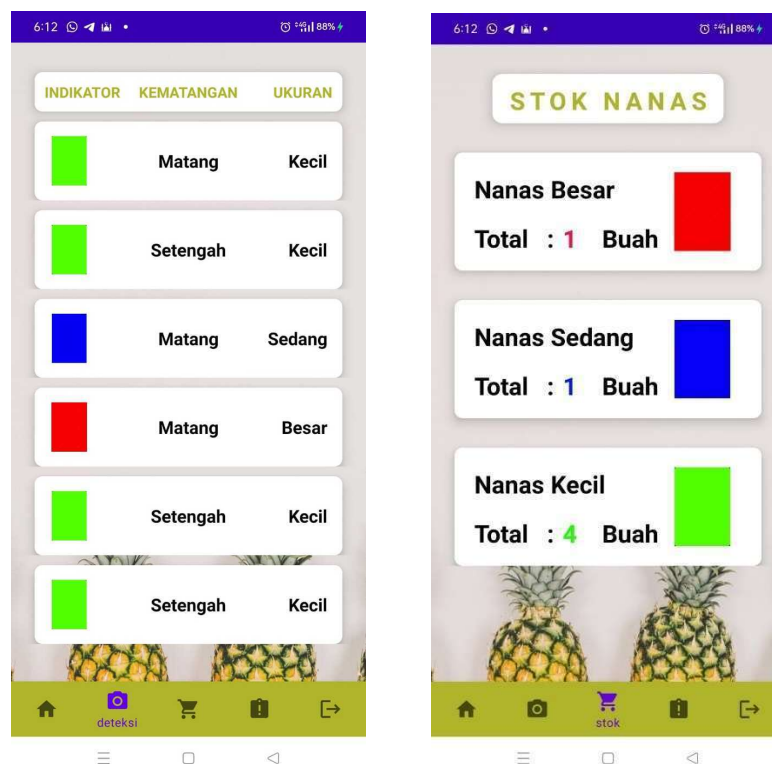 6:12 88%
INDIKATOR KEMATANGAN UKURAN
Matang Kecil
Setengah Kecil
Matang Sedang
Matang Besar
Setengah Kecil
Setengah Kecil
deteksi
6:12 88%
STOK NANAS
Nanas Besar
Total : 1 Buah
Nanas Sedang
Total : 1 Buah
Nanas Kecil
Total : 4 Buah
stok